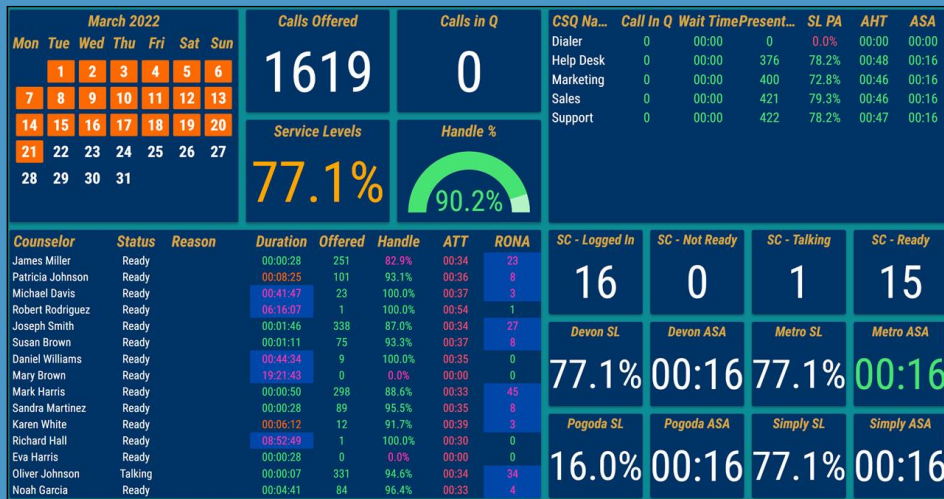 March 2022
Mon Tue Wed Thu Fri Sat Sun
1 2 3 4 5 6
7 8 9 10 11 12 13
14 15 16 17 18 19 20
21 22 23 24 25 26 27
28 29 30 31
Calls Offered
1619
Calls in Q
0
Service Levels
77.1%
Handle %
90.2%
CSQ Na... Call In Q Wait Time Present... SL PA AHT ASA
Dialer 0 00:00 0 0.0% 00:00 00:00
Help Desk 0 00:00 376 78.2% 00:48 00:16
Marketing 0 00:00 400 72.8% 00:46 00:16
Sales 0 00:00 421 79.3% 00:46 00:16
Support 0 00:00 422 78.2% 00:47 00:16
Counselor Status Reason Duration Offered Handle ATT RONA
James Miller Ready 00:00:28 251 82.9% 00:34 23
Patricia Johnson Ready 00:08:25 101 93.1% 00:36 8
Michael Davis Ready 00:41:47 23 100.0% 00:37 3
Robert Rodriguez Ready 06:16:07 1 100.0% 00:54 1
Joseph Smith Ready 00:01:46 338 87.0% 00:34 27
Susan Brown Ready 00:01:11 75 93.3% 00:37 8
Daniel Williams Ready 00:44:34 9 100.0% 00:35 0
Mary Brown Ready 19:21:43 0 0.0% 00:00 0
Mark Harris Ready 00:00:50 298 88.6% 00:33 45
Sandra Martinez Ready 00:00:28 89 95.5% 00:35 8
Karen White Ready 00:06:12 12 91.7% 00:39 3
Richard Hall Ready 08:52:49 1 100.0% 00:30 0
Eva Harris Ready 00:00:28 0 0.0% 00:00 0
Oliver Johnson Talking 00:00:07 331 94.6% 00:34 34
Noah Garcia Ready 00:04:41 84 96.4% 00:33 4
SC - Logged In
16
SC - Not Ready
0
SC - Talking
1
SC - Ready
15
Devon SL
77.1%
Devon ASA
00:16
Metro SL
77.1%
Metro ASA
00:16
Pogoda SL
16.0%
Pogoda ASA
00:16
Simply SL
77.1%
Simply ASA
00:16